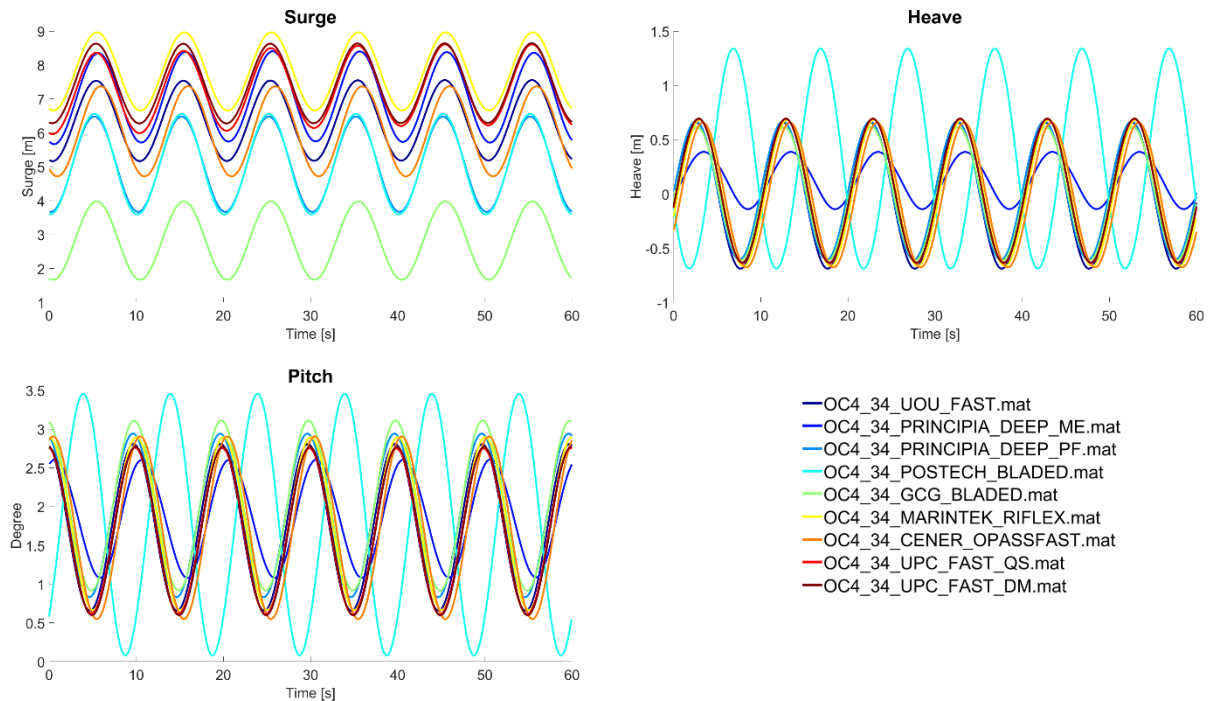 Surge
9
8
7
6
5
4
3
2
1
Surge [m]
0
10
20
30
40
50
60
Time [s]
Heave
1.5
1
0.5
0
-0.5
-1
Heave [m]
0
10
20
30
40
50
60
Time [s]
Pitch
3.5
3
2.5
2
1.5
1
0.5
0
Degree
0
10
20
30
40
50
60
Time [s]
OC4_34_UOU_FAST.mat
OC4_34_PRINCIPIA_DEEP_ME.mat
OC4_34_PRINCIPIA_DEEP_PF.mat
OC4_34_POSTECH_BLADED.mat
OC4_34_GCG_BLADED.mat
OC4_34_MARINTEK_RIFLEX.mat
OC4_34_CENER_OPASSFAST.mat
OC4_34_UPC_FAST_QS.mat
OC4_34_UPC_FAST_DM.mat